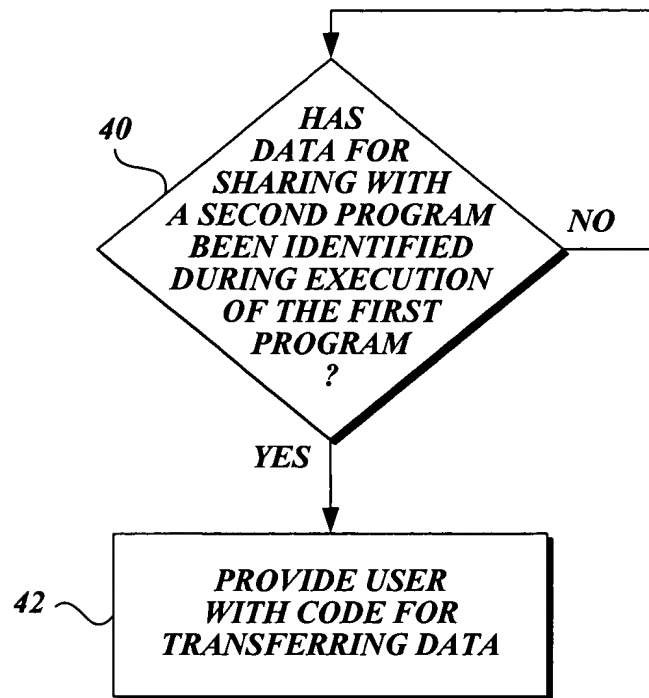 HAS
DATA FOR
SHARING WITH
A SECOND PROGRAM
BEEN IDENTIFIED
DURING EXECUTION
OF THE FIRST
PROGRAM
?
40
NO
YES
42
PROVIDE USER
WITH CODE FOR
TRANSFERRING DATA